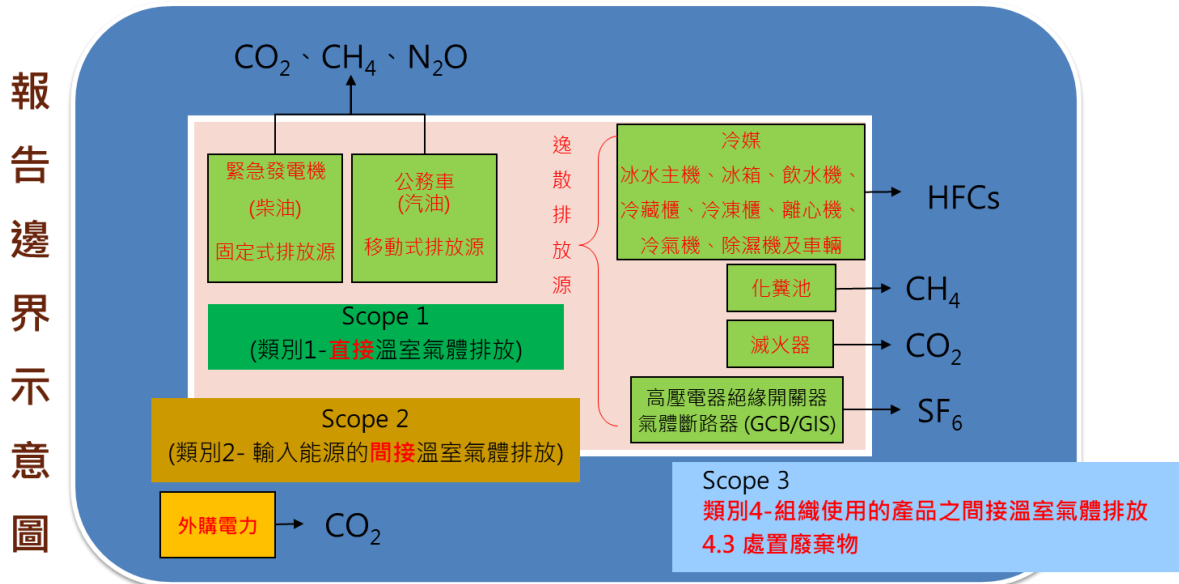 報告邊界示意圖
CO₂、CH₄、N₂O
緊急發電機
(柴油)
固定式排放源
公務車
(汽油)
移動式排放源
逸散排放源
冷媒
冰水主機、冰箱、飲水機、
冷藏櫃、冷凍櫃、離心機、
冷氣機、除濕機及車輛
HFCs
化糞池
CH₄
滅火器
CO₂
高壓電器絕緣開關器
氣體斷路器 (GCB/GIS)
SF₆
Scope 1
(類別1-直接溫室氣體排放)
Scope 2
(類別2- 輸入能源的間接溫室氣體排放)
外購電力
CO₂
Scope 3
類別4-組織使用的產品之間接溫室氣體排放
4.3 處置廢棄物